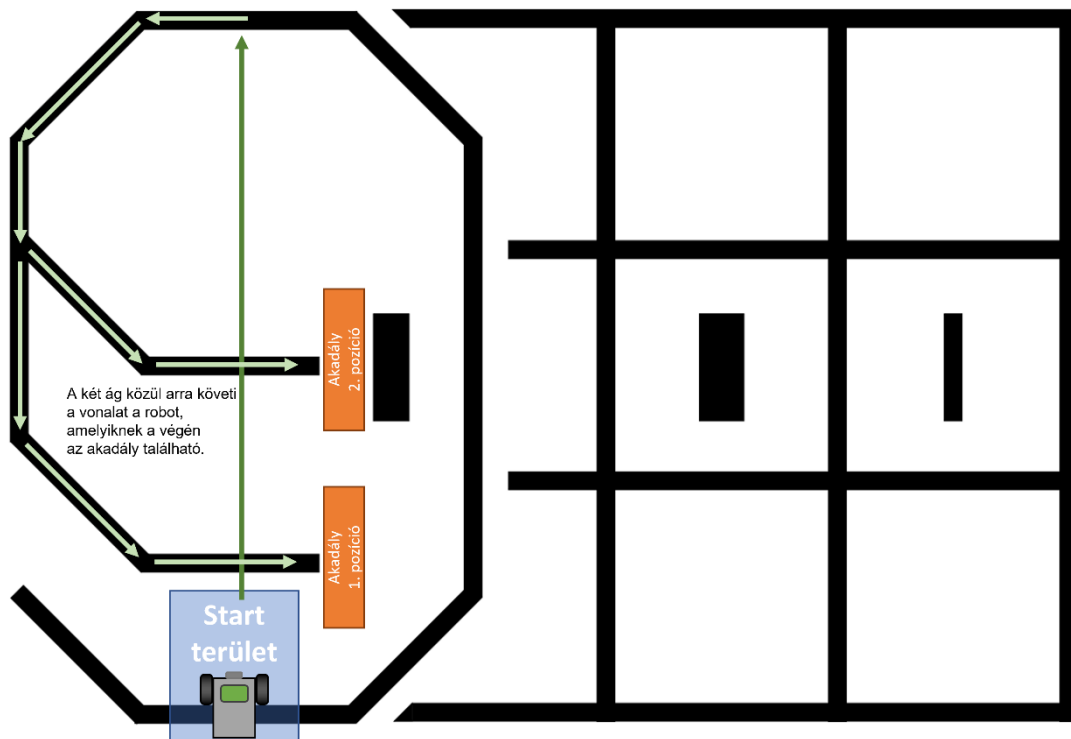 Akadály
2. pozíció
A két ág közül arra követi
a vonalat a robot,
amelyiknek a végén
az akadály található.
Akadály
1. pozíció
Start
terület